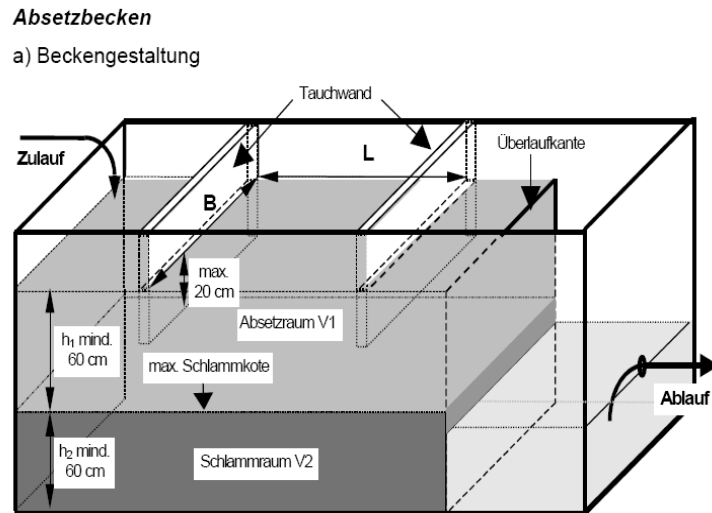 Absetzbecken
a) Beckengestaltung
Tauchwand
Überlaufkante
Zulauf
L
B
max.
20 cm
Absetzraum V1
h₁ mind.
60 cm
max. Schlammkote
Ablauf
h₂ mind.
60 cm
Schlammraum V2